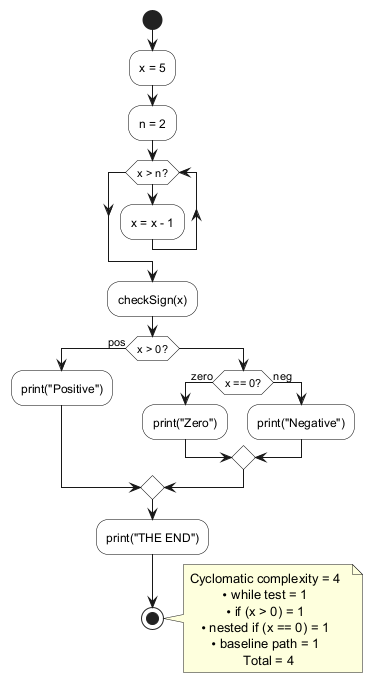 x = 5
n = 2
x > n?
x = x - 1
checkSign(x)
pos
x > 0?
print("Positive")
zero
x == 0?
neg
print("Zero")
print("Negative")
print("THE END")
Cyclomatic complexity = 4
• while test = 1
• if (x > 0) = 1
• nested if (x == 0) = 1
• baseline path = 1
Total = 4